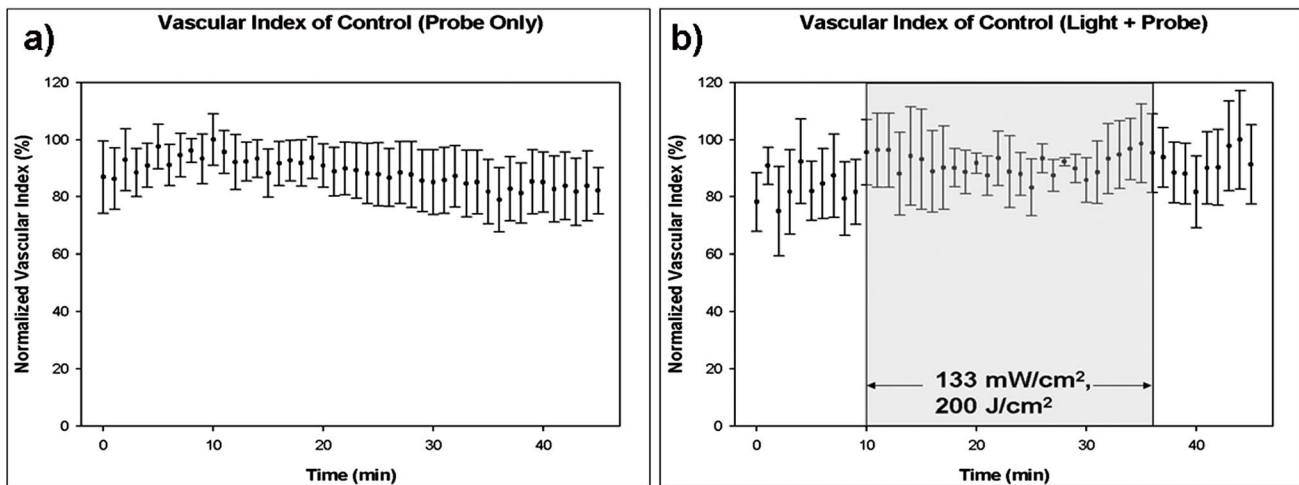 a)
Vascular Index of Control (Probe Only)
Normalized Vascular Index (%)
120
100
80
60
40
20
0
0 10 20 30 40
Time (min)
b)
Vascular Index of Control (Light + Probe)
Normalized Vascular Index (%)
120
100
80
60
40
20
0
133 mW/cm²,
200 J/cm²
0 10 20 30 40
Time (min)